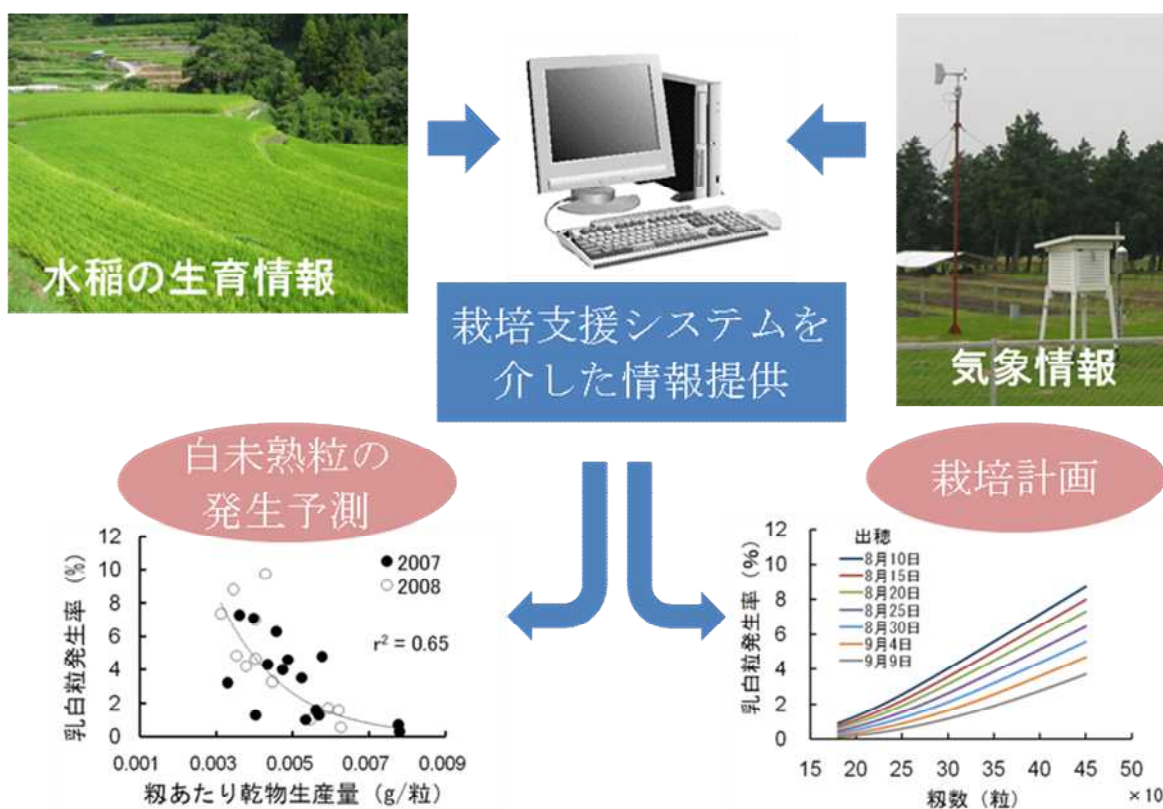 水稲の生育情報
栽培支援システムを
介した情報提供
気象情報
白未熟粒の
発生予測
栽培計画
乳白粒発生率 (%)
12
10
8
6
4
2
0
●2007
○2008
r² = 0.65
0.001 0.003 0.005 0.007 0.009
籾あたり乾物生産量 (g/粒)
乳白粒発生率 (%)
12
10
8
6
4
2
0
出穂
8月10日
8月15日
8月20日
8月25日
8月30日
9月4日
9月9日
15 20 25 30 35 40 45 50
籾数 (粒) ×10